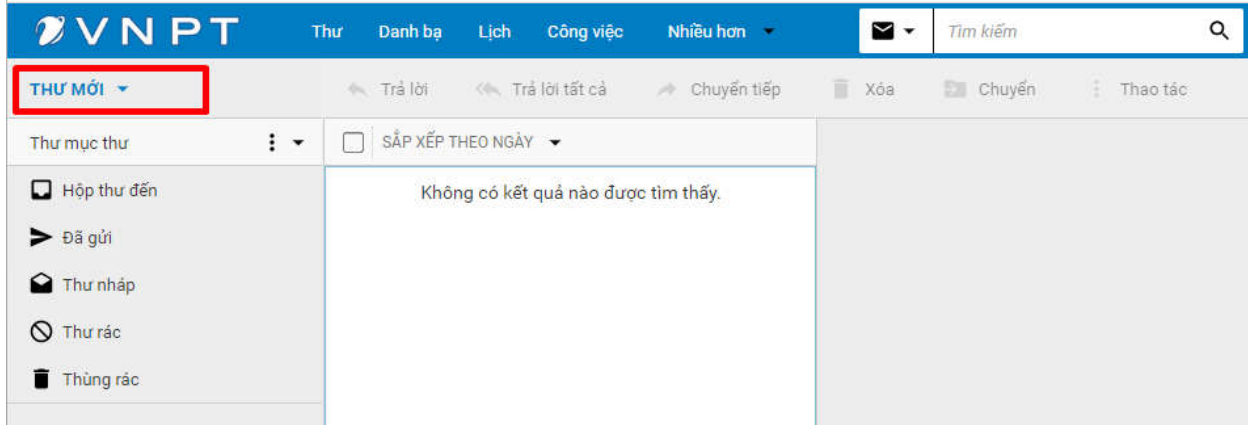 VNPT Thư Danh bạ Lịch Công việc Nhiều hơn Tìm kiếm
THƯ MỚI Trả lời Trả lời tất cả Chuyển tiếp Xóa Chuyển Thao tác
Thư mục thư SẮP XẾP THEO NGÀY
Hộp thư đến Không có kết quả nào được tìm thấy.
Đã gửi
Thư nháp
Thư rác
Thùng rác